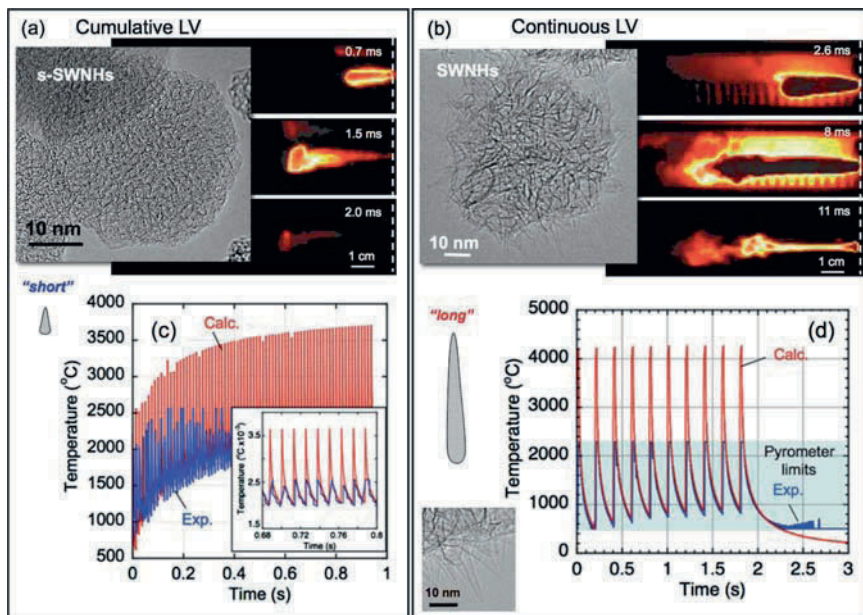 (a) Cumulative LV
s-SWNHs
10 nm
0.7 ms
1.5 ms
2.0 ms
1 cm
(b) Continuous LV
SWNHs
10 nm
2.6 ms
8 ms
11 ms
1 cm
"short"
(c)
Calc.
Exp.
Temperature (°C)
4000
3500
3000
2500
2000
1500
1000
500
0 0.2 0.4 0.6 0.8 1
Time (s)
Temperature (°C x10⁻³)
3.5
2.5
1.5
0.68 0.72 0.76 0.8
Time (s)
"long"
10 nm
(d)
Calc.
Pyrometer
limits
Exp.
Temperature (°C)
5000
4000
3000
2000
1000
0
0 0.5 1 1.5 2 2.5 3
Time (s)